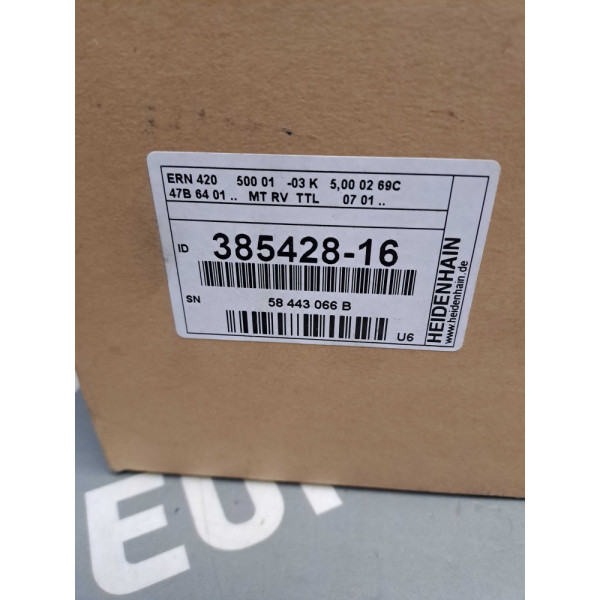 ERN 420 500 01 -03 K 5,00 02 69C
47B 64 01 .. MT RV TTL 07 01 ..
ID 385428-16
SN 58 443 066 B
U6
HEIDENHAIN
www.heidenhain.de